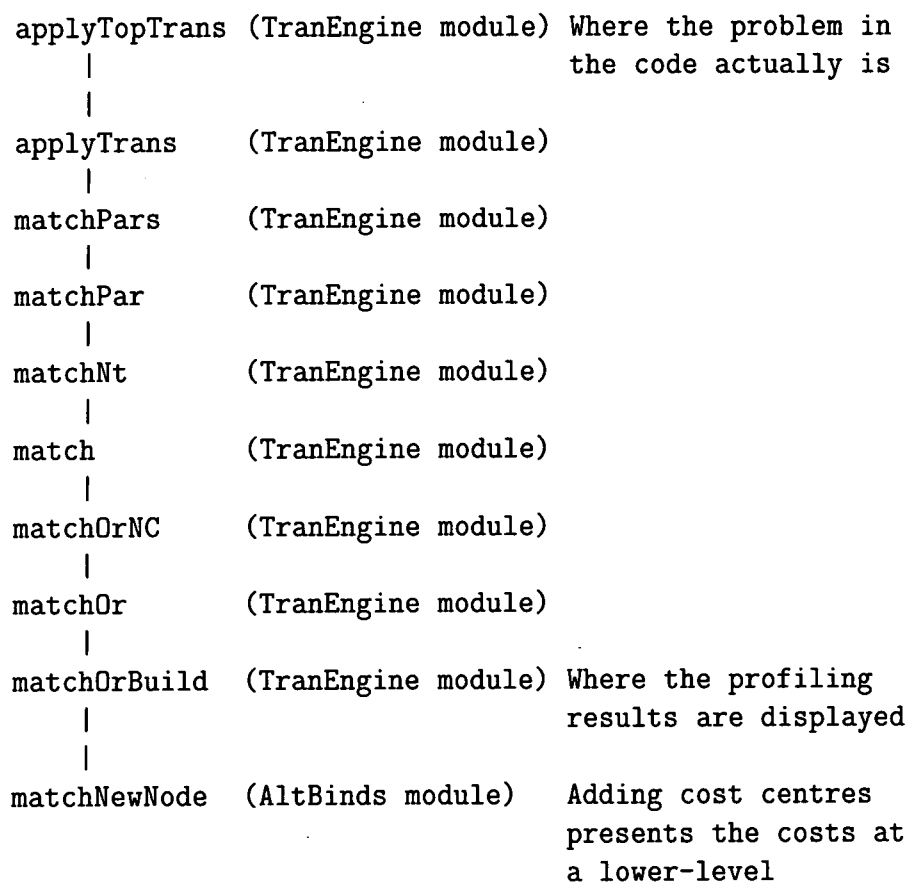 applyTopTrans (TranEngine module) Where the problem in
the code actually is
applyTrans (TranEngine module)
matchPars (TranEngine module)
matchPar (TranEngine module)
matchNt (TranEngine module)
match (TranEngine module)
matchOrNC (TranEngine module)
matchOr (TranEngine module)
matchOrBuild (TranEngine module) Where the profiling
results are displayed
matchNewNode (AltBinds module) Adding cost centres
presents the costs at
a lower-level